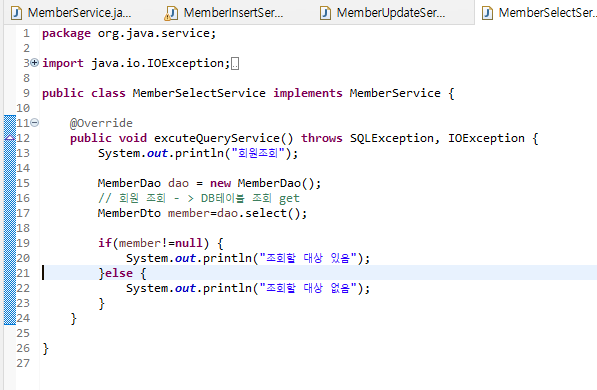 MemberService.ja...
MemberInsertSer...
MemberUpdateSer...
MemberSelectSer...
1 package org.java.service;
2
3 import java.io.IOException;
8
9 public class MemberSelectService implements MemberService {
10
11 @Override
12 public void excuteQueryService() throws SQLException, IOException {
13 System.out.println("회원조회");
14
15 MemberDao dao = new MemberDao();
16 // 회원 조회 - > DB테이블 조회 get
17 MemberDto member=dao.select();
18
19 if(member!=null) {
20 System.out.println("조회할 대상 있음");
21 }else {
22 System.out.println("조회할 대상 없음");
23 }
24 }
25
26 }
27